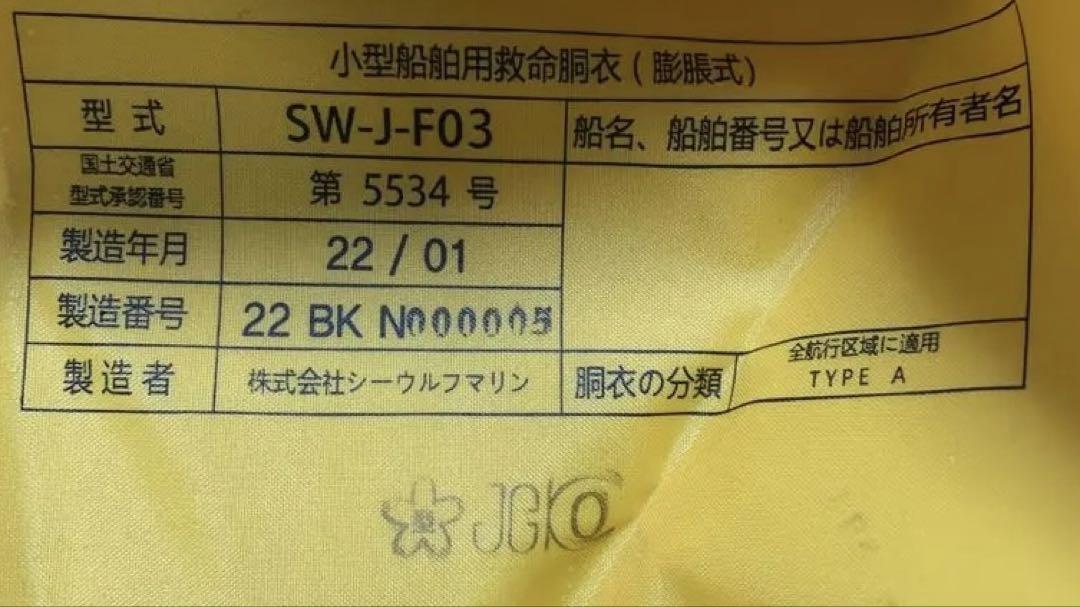 小型船舶用救命胴衣(膨脹式)
型式 SW-J-F03 船名、船舶番号又は船舶所有者名
国土交通省
型式承認番号 第 5534 号
製造年月 22 / 01
製造番号 22 BK N000005
製造者 株式会社シーウルフマリン 胴衣の分類 全航行区域に適用
TYPE A